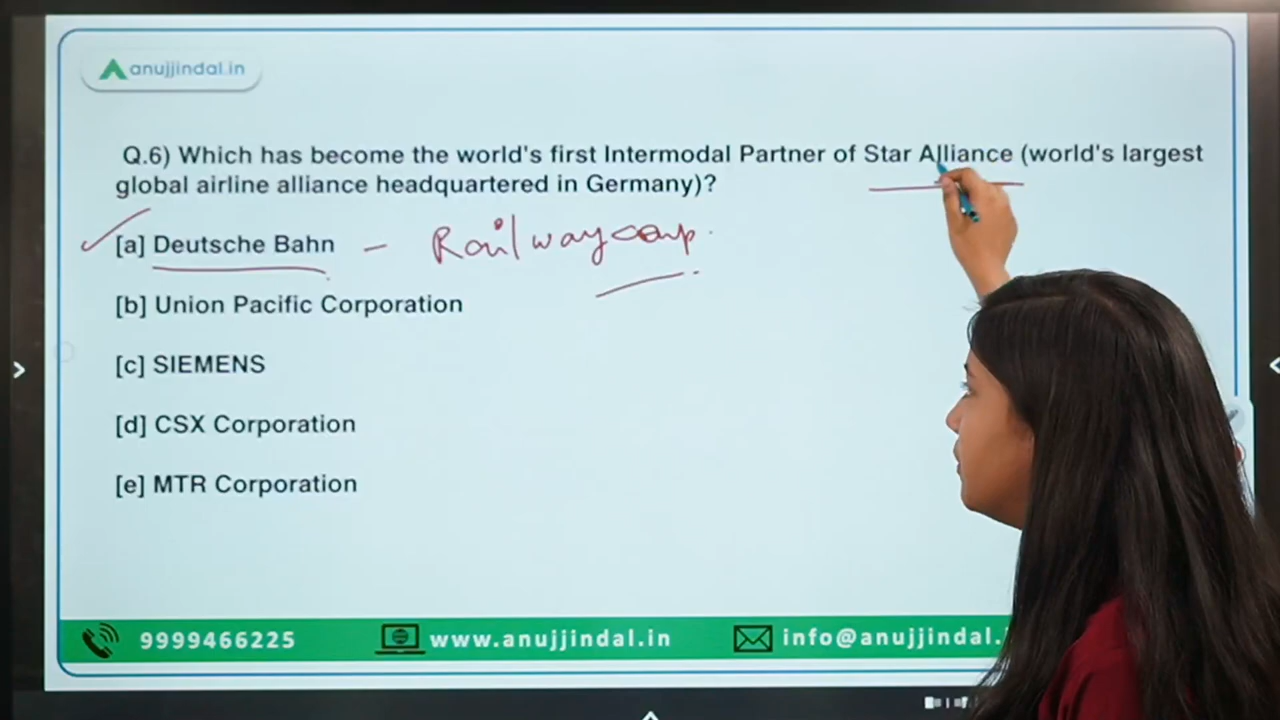 anujjindal.in
Q.6) Which has become the world's first Intermodal Partner of Star Alliance (world's largest
global airline alliance headquartered in Germany)?
[a] Deutsche Bahn – Railway comp.
[b] Union Pacific Corporation
[c] SIEMENS
[d] CSX Corporation
[e] MTR Corporation
9999466225 www.anujjindal.in info@anujjindal.